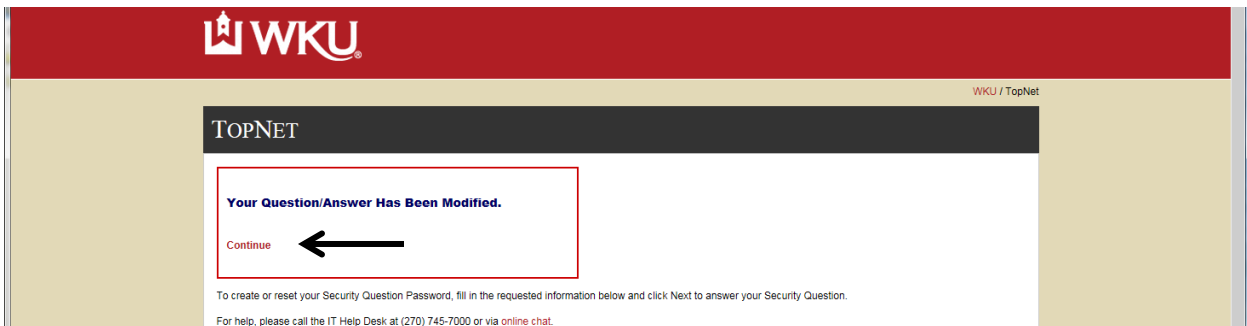 WKU®
WKU / TopNet
TOPNET
Your Question/Answer Has Been Modified.
Continue
To create or reset your Security Question Password, fill in the requested information below and click Next to answer your Security Question.
For help, please call the IT Help Desk at (270) 745-7000 or via online chat.